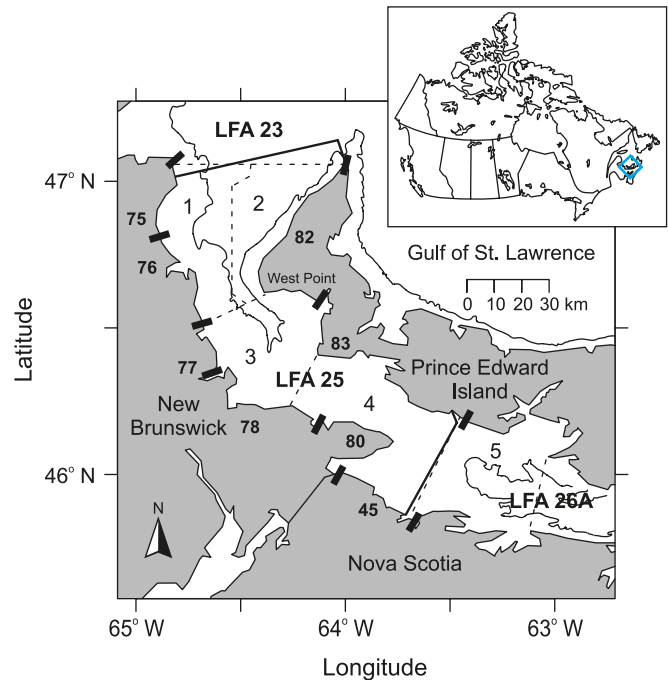 LFA 23
47° N
1
2
75
82
76
Gulf of St. Lawrence
West Point
0 10 20 30 km
83
77
3
Prince Edward
Island
LFA 25
4
New
Brunswick
78
80
5
46° N
LFA 26A
45
N
Nova Scotia
65° W
64° W
63° W
Latitude
Longitude